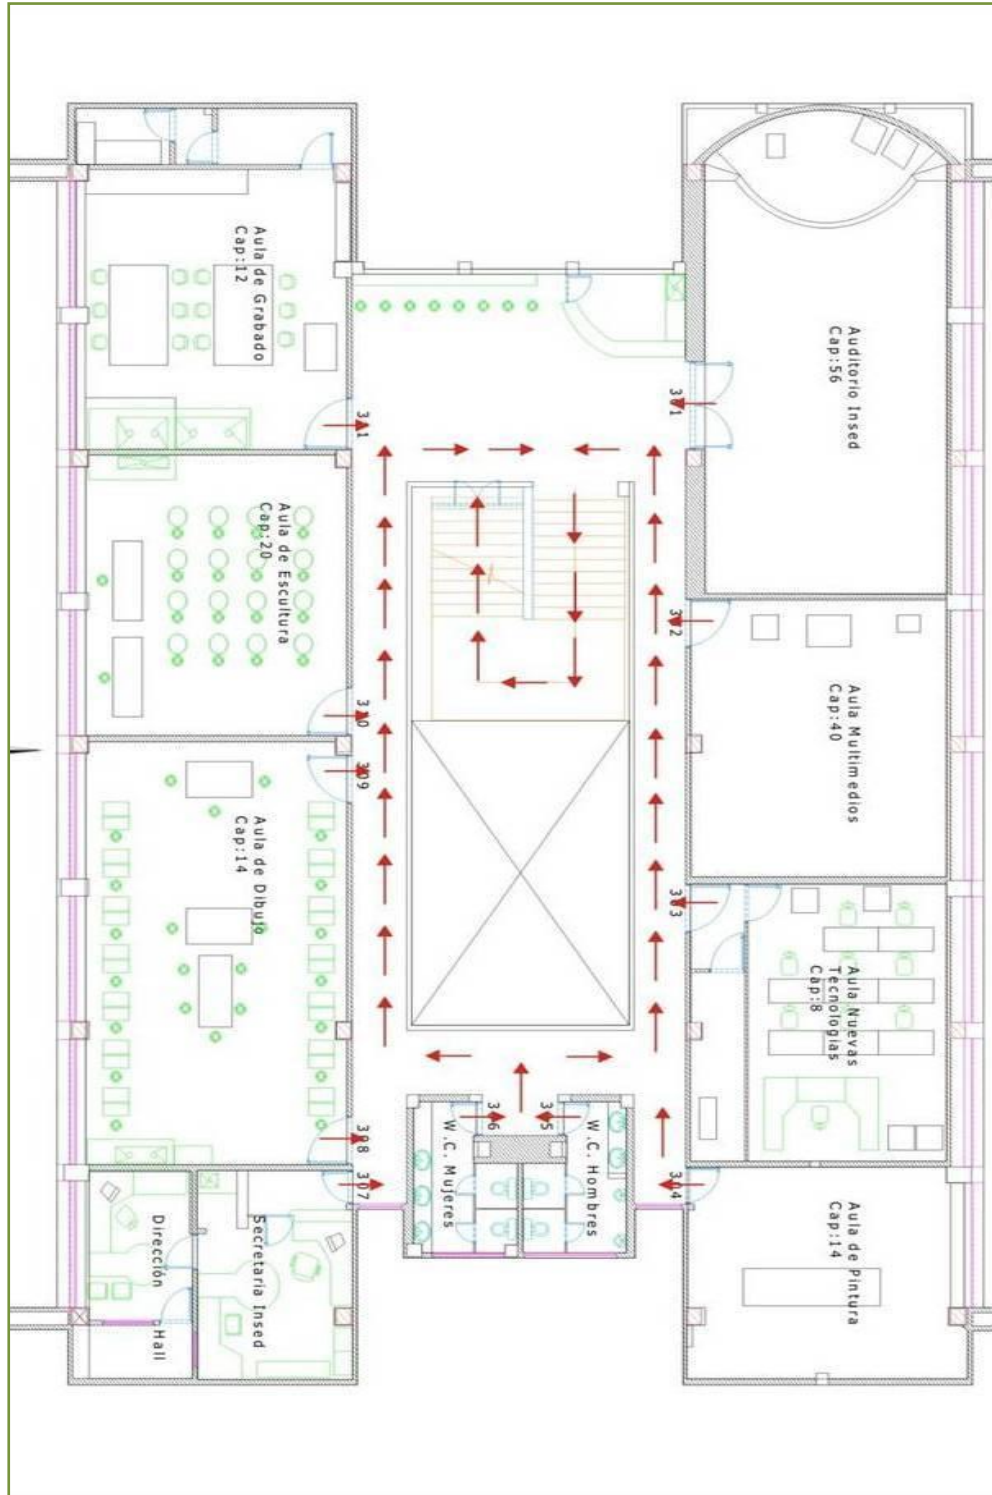 Aula de Grabado
Cap:12
Auditorio Insed
Cap:56
301
311
Aula de Escultura
Cap:20
302
Aula Multimedios
Cap:40
310
309
Aula de Dibujo
Cap:14
303
Aula Nuevas
Tecnologias
Cap:8
306
305
W.C. Mujeres
W.C. Hombres
308
307
304
Aula de Pintura
Cap:14
Dirección
Secretaria Insed
Hall